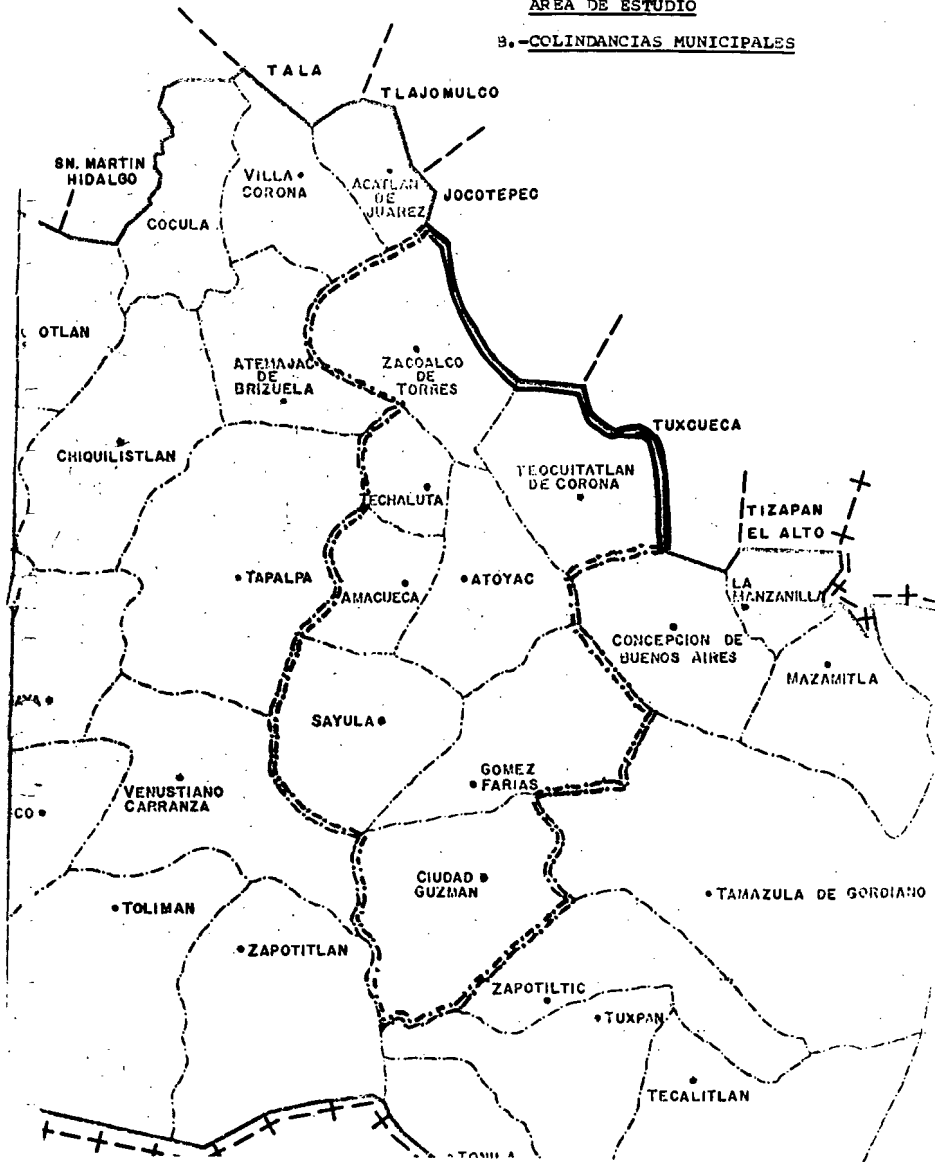 AREA DE ESTUDIO
B.-COLINDANCIAS MUNICIPALES
TALA
TLAJOMULCO
SN. MARTIN
HIDALGO
VILLA
CORONA
ACATLAN
DE
JUAREZ
JOCOTEPEC
COCULA
OTLAN
ATEMAJAC
DE
BRIZUELA
ZACOALCO
DE
TORRES
TUXCUECA
CHIQUILISTLAN
TECHALUTA
TEOCUITATLAN
DE CORONA
TIZAPAN
EL ALTO
TAPALPA
AMACUECA
ATOYAC
LA
MANZANILLA
CONCEPCION DE
BUENOS AIRES
MAZAMITLA
SAYULA
GOMEZ
FARIAS
VENUSTIANO
CARRANZA
CO
CIUDAD
GUZMAN
TAMAZULA DE GORDIANO
TOLIMAN
ZAPOTITLAN
ZAPOTILTIC
TUXPAN
TECALITLAN
TONILA